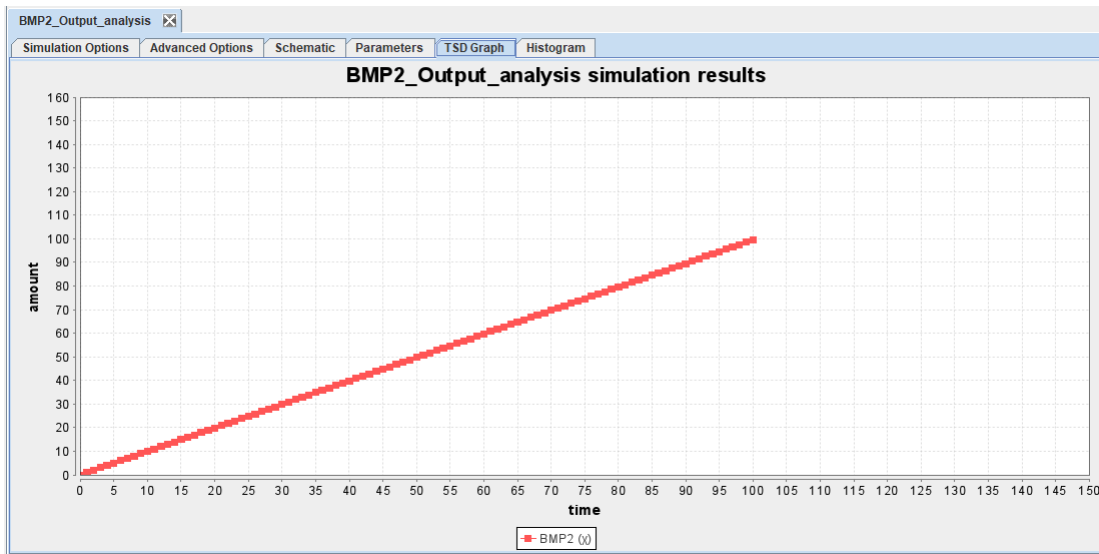 BMP2_Output_analysis
Simulation Options Advanced Options Schematic Parameters TSD Graph Histogram
BMP2_Output_analysis simulation results
160
150
140
130
120
110
100
90
80
70
60
50
40
30
20
10
0
amount
0 5 10 15 20 25 30 35 40 45 50 55 60 65 70 75 80 85 90 95 100 105 110 115 120 125 130 135 140 145 150
time
BMP2 (χ)